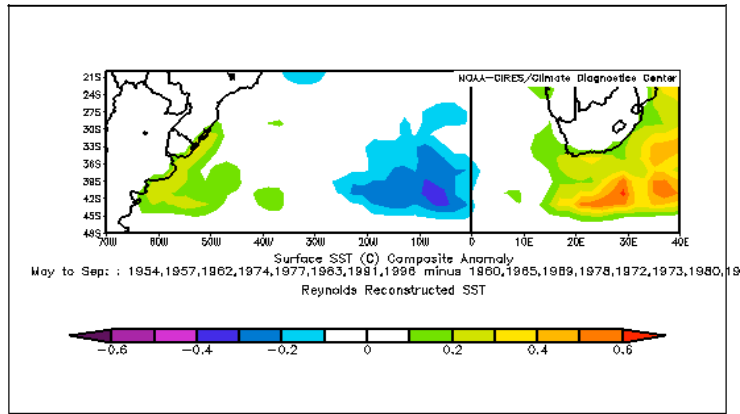 NOAA-CIRES/Climate Diagnostics Center
21S
24S
27S
30S
33S
36S
39S
42S
45S
48S
70W 60W 50W 40W 30W 20W 10W 0 10E 20E 30E 40E
Surface SST (C) Composite Anomaly
May to Sep: : 1954,1957,1962,1974,1977,1963,1991,1996 minus 1960,1965,1989,1978,1972,1973,1980,19
Reynolds Reconstructed SST
-0.6 -0.4 -0.2 0 0.2 0.4 0.6